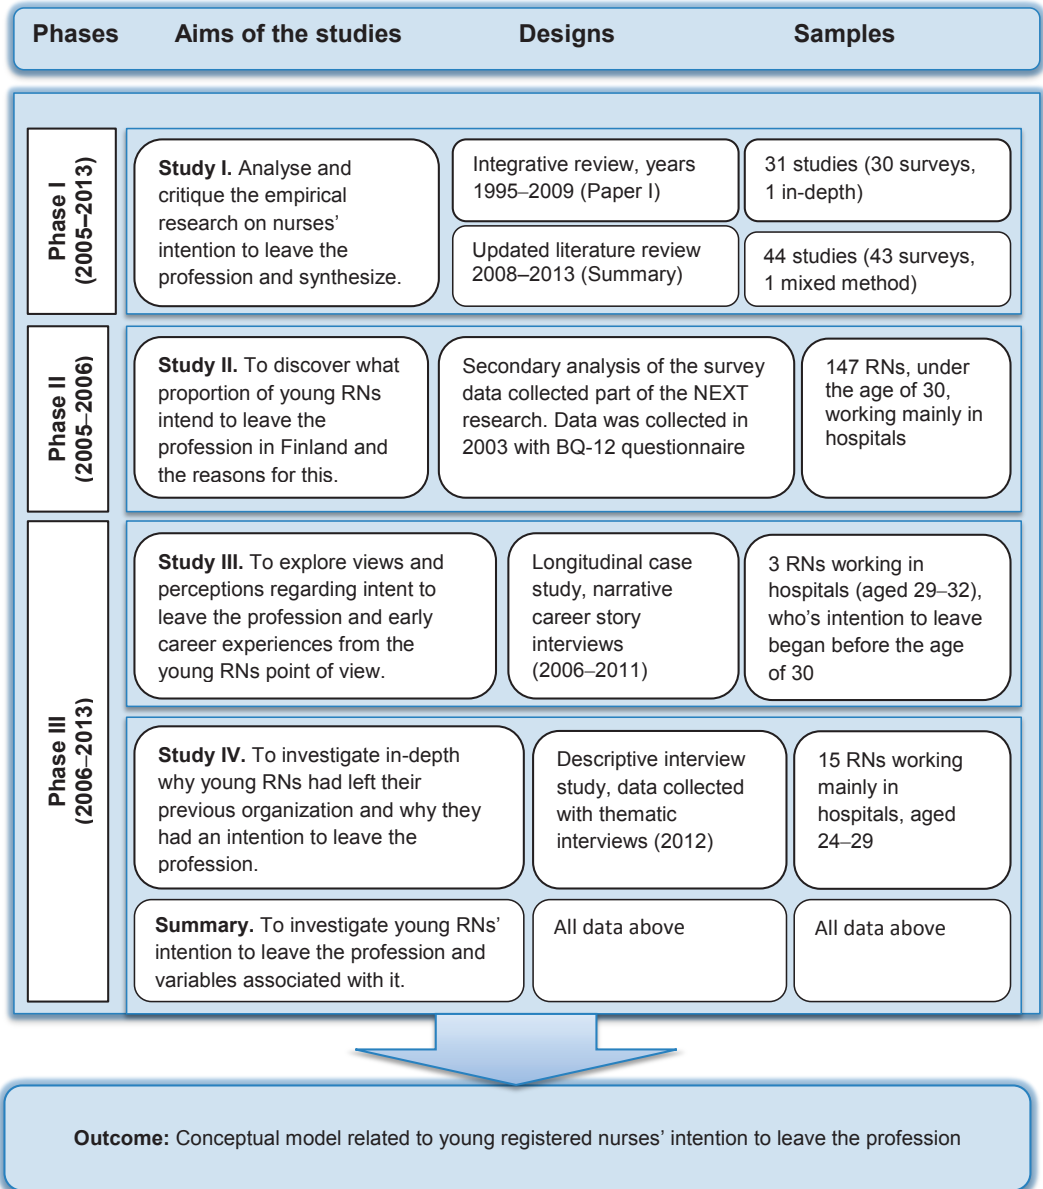 Phases Aims of the studies Designs Samples
Phase I
(2005–2013)
Study I. Analyse and
critique the empirical
research on nurses'
intention to leave the
profession and synthesize.
Integrative review, years
1995–2009 (Paper I)
31 studies (30 surveys,
1 in-depth)
Updated literature review
2008–2013 (Summary)
44 studies (43 surveys,
1 mixed method)
Phase II
(2005–2006)
Study II. To discover what
proportion of young RNs
intend to leave the
profession in Finland and
the reasons for this.
Secondary analysis of the survey
data collected part of the NEXT
research. Data was collected in
2003 with BQ-12 questionnaire
147 RNs, under
the age of 30,
working mainly in
hospitals
Phase III
(2006–2013)
Study III. To explore views and
perceptions regarding intent to
leave the profession and early
career experiences from the
young RNs point of view.
Longitudinal case
study, narrative
career story
interviews
(2006–2011)
3 RNs working in
hospitals (aged 29–32),
who's intention to leave
began before the age
of 30
Study IV. To investigate in-depth
why young RNs had left their
previous organization and why they
had an intention to leave the
profession.
Descriptive interview
study, data collected
with thematic
interviews (2012)
15 RNs working
mainly in
hospitals, aged
24–29
Summary. To investigate young RNs'
intention to leave the profession and
variables associated with it.
All data above
All data above
Outcome: Conceptual model related to young registered nurses' intention to leave the profession